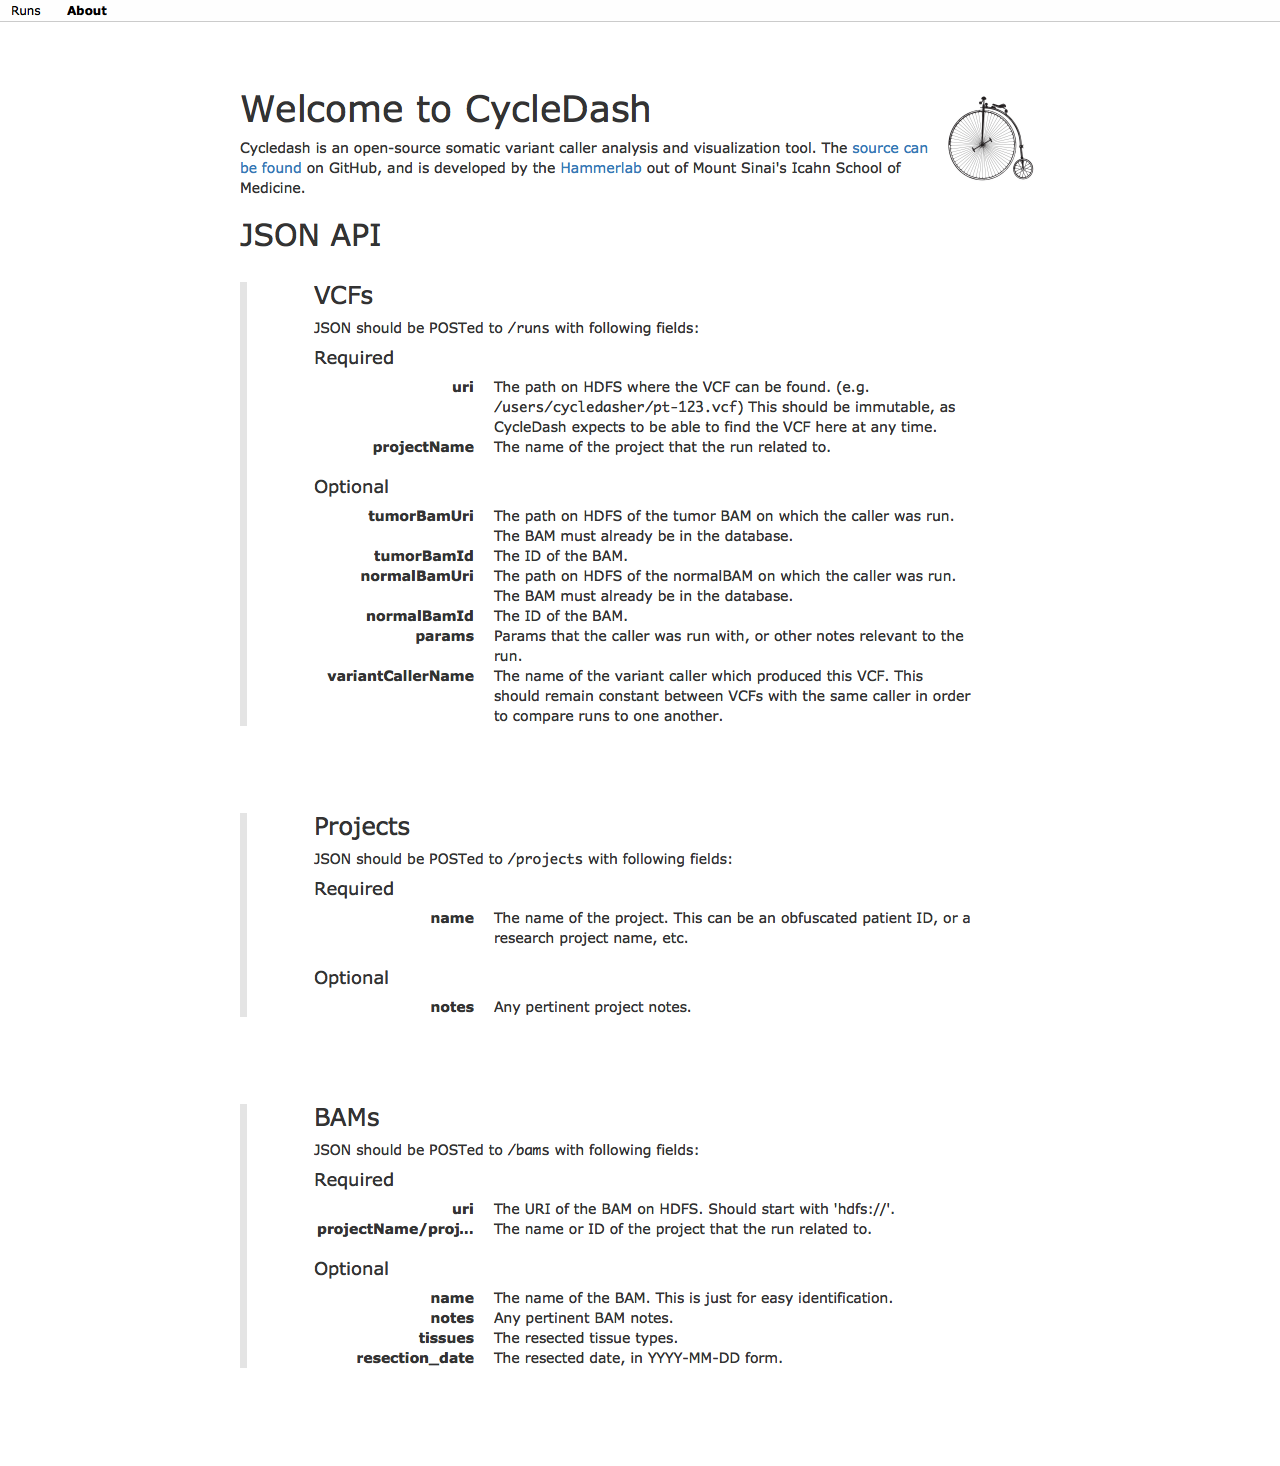 Runs About
Welcome to CycleDash
Cycledash is an open-source somatic variant caller analysis and visualization tool. The source can
be found on GitHub, and is developed by the Hammerlab out of Mount Sinai's Icahn School of
Medicine.
JSON API
VCFs
JSON should be POSTed to /runs with following fields:
Required
uri The path on HDFS where the VCF can be found. (e.g.
/users/cycledasher/pt-123.vcf) This should be immutable, as
CycleDash expects to be able to find the VCF here at any time.
projectName The name of the project that the run related to.
Optional
tumorBamUri The path on HDFS of the tumor BAM on which the caller was run.
The BAM must already be in the database.
tumorBamId The ID of the BAM.
normalBamUri The path on HDFS of the normalBAM on which the caller was run.
The BAM must already be in the database.
normalBamId The ID of the BAM.
params Params that the caller was run with, or other notes relevant to the
run.
variantCallerName The name of the variant caller which produced this VCF. This
should remain constant between VCFs with the same caller in order
to compare runs to one another.
Projects
JSON should be POSTed to /projects with following fields:
Required
name The name of the project. This can be an obfuscated patient ID, or a
research project name, etc.
Optional
notes Any pertinent project notes.
BAMs
JSON should be POSTed to /bams with following fields:
Required
uri The URI of the BAM on HDFS. Should start with 'hdfs://'.
projectName/proj... The name or ID of the project that the run related to.
Optional
name The name of the BAM. This is just for easy identification.
notes Any pertinent BAM notes.
tissues The resected tissue types.
resection_date The resected date, in YYYY-MM-DD form.